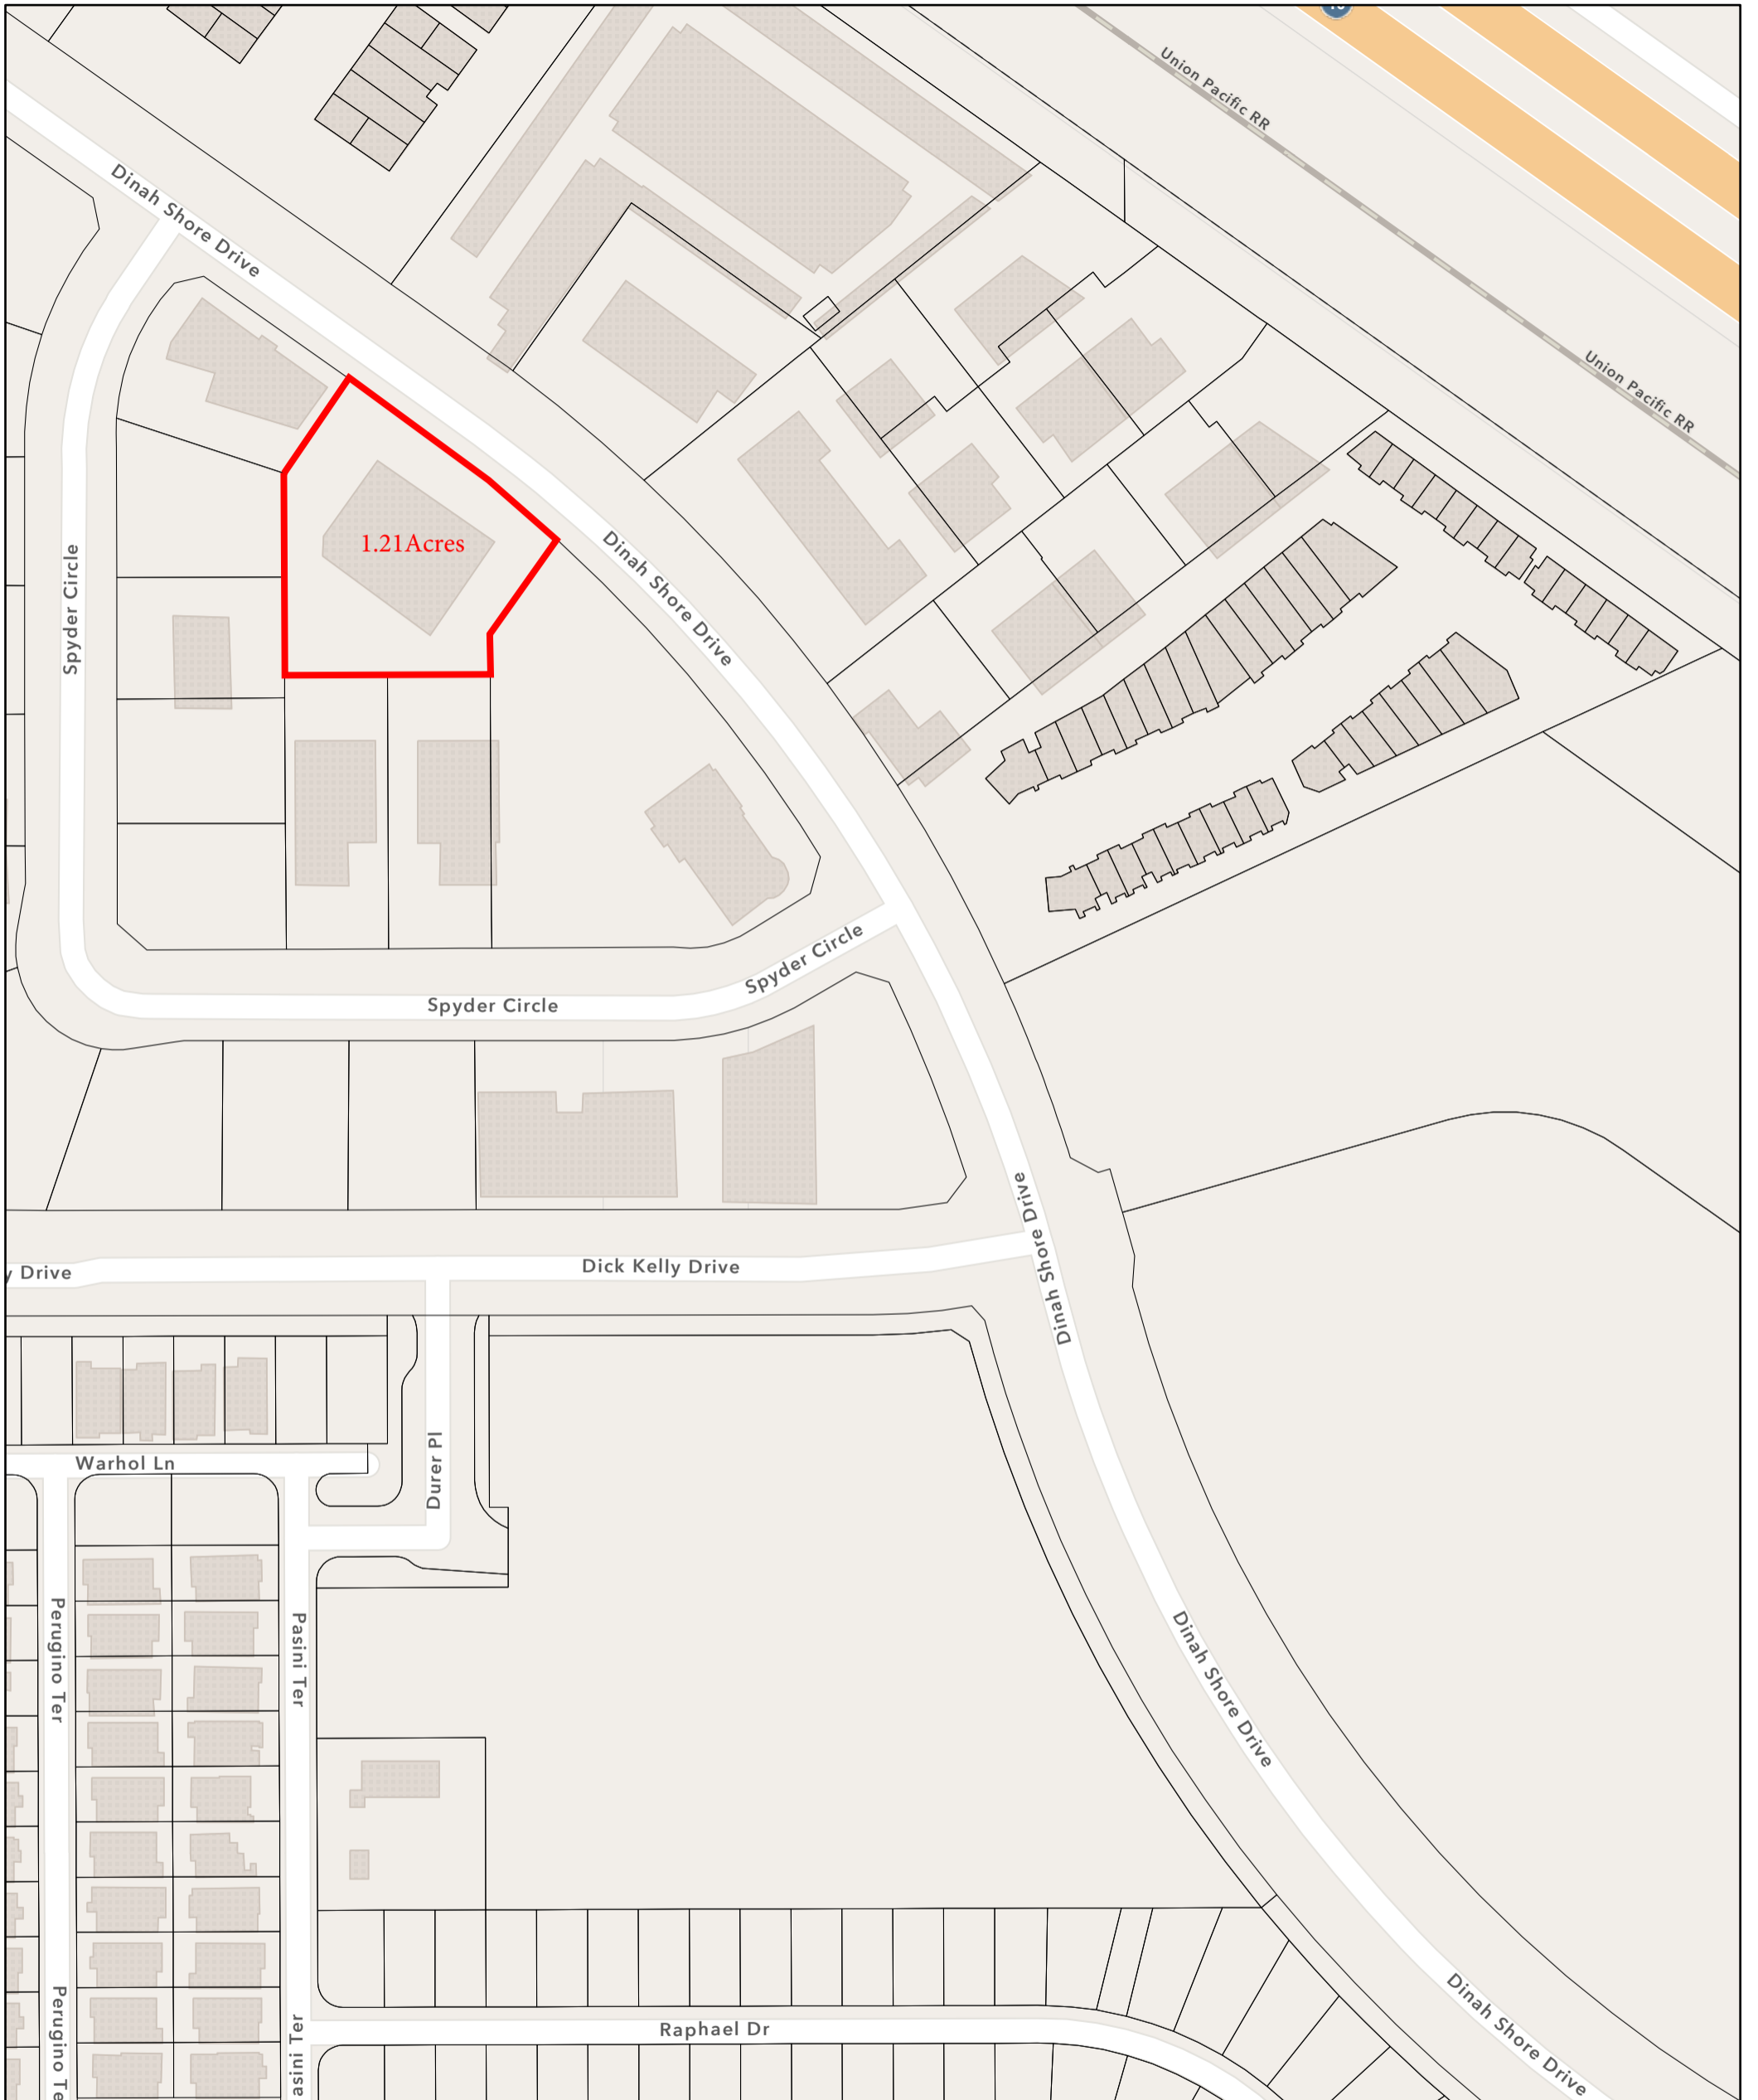 Union Pacific RR
Dinah Shore Drive
Union Pacific RR
1.21Acres
Dinah Shore Drive
Spyder Circle
Spyder Circle
Spyder Circle
Dinah Shore Drive
Dick Kelly Drive
y Drive
Durer Pl
Warhol Ln
Perugino Ter
Pasini Ter
Dinah Shore Drive
Dinah Shore Drive
Perugino Te
asini Ter
Raphael Dr